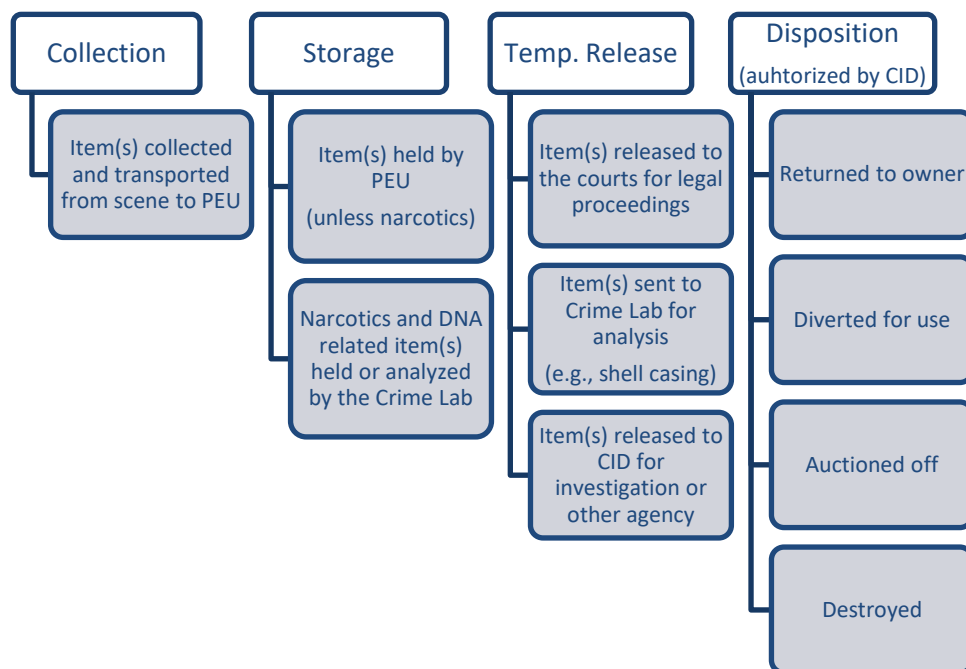 Collection
Item(s) collected
and transported
from scene to PEU
Storage
Item(s) held by
PEU
(unless narcotics)
Narcotics and DNA
related item(s)
held or analyzed
by the Crime Lab
Temp. Release
Item(s) released to
the courts for legal
proceedings
Item(s) sent to
Crime Lab for
analysis
(e.g., shell casing)
Item(s) released to
CID for
investigation or
other agency
Disposition
(auhtorized by CID)
Returned to owner
Diverted for use
Auctioned off
Destroyed